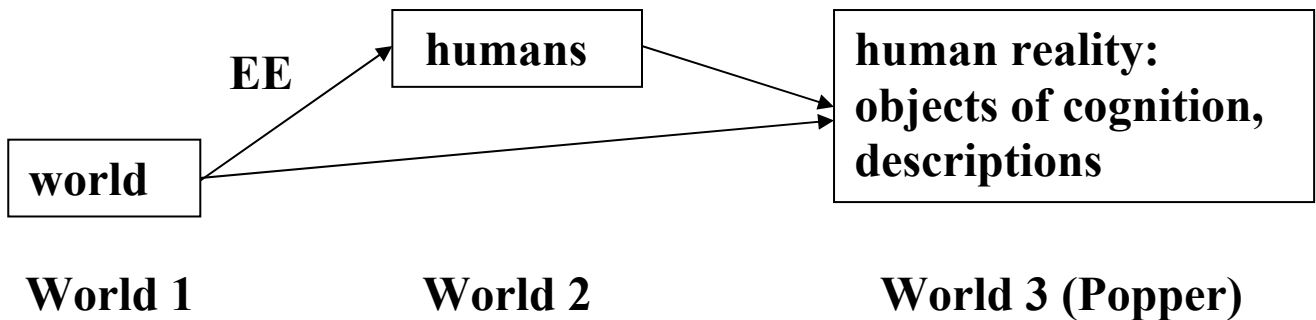 EE
humans
human reality:
objects of cognition,
descriptions
world
World 1
World 2
World 3 (Popper)